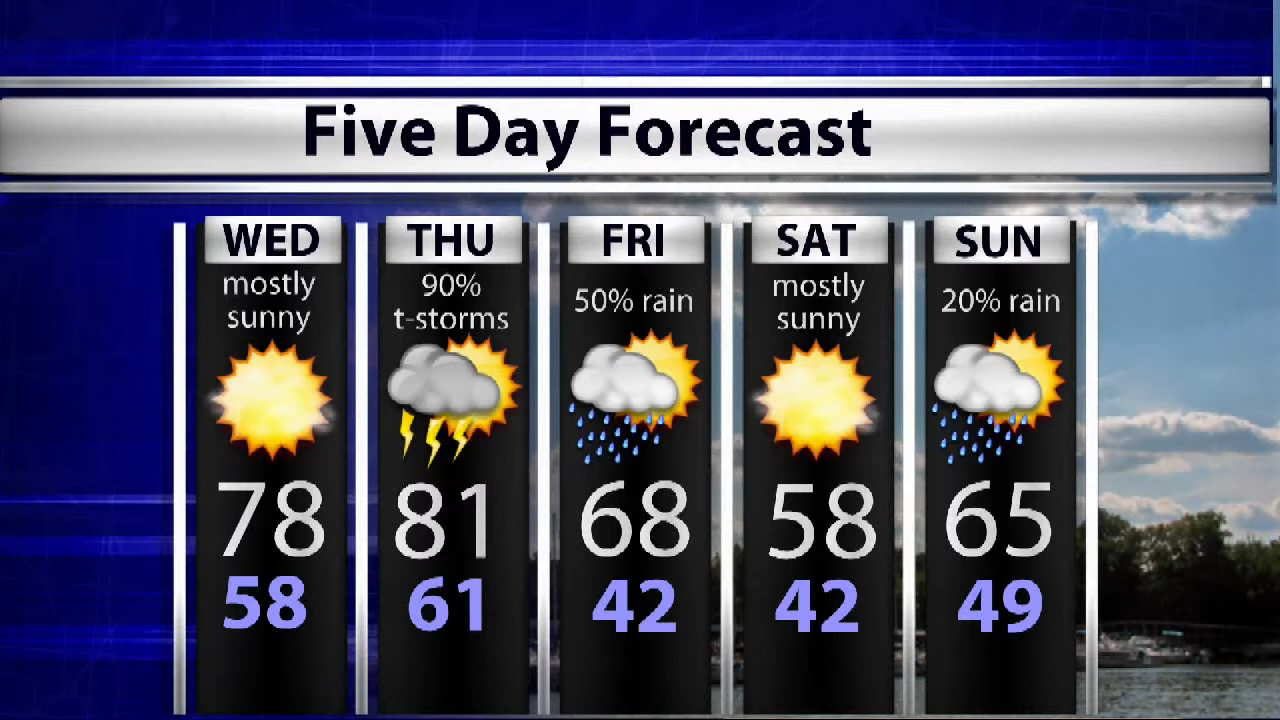 Five Day Forecast
WED
mostly
sunny
78
58
THU
90%
t-storms
81
61
FRI
50% rain
68
42
SAT
mostly
sunny
58
42
SUN
20% rain
65
49